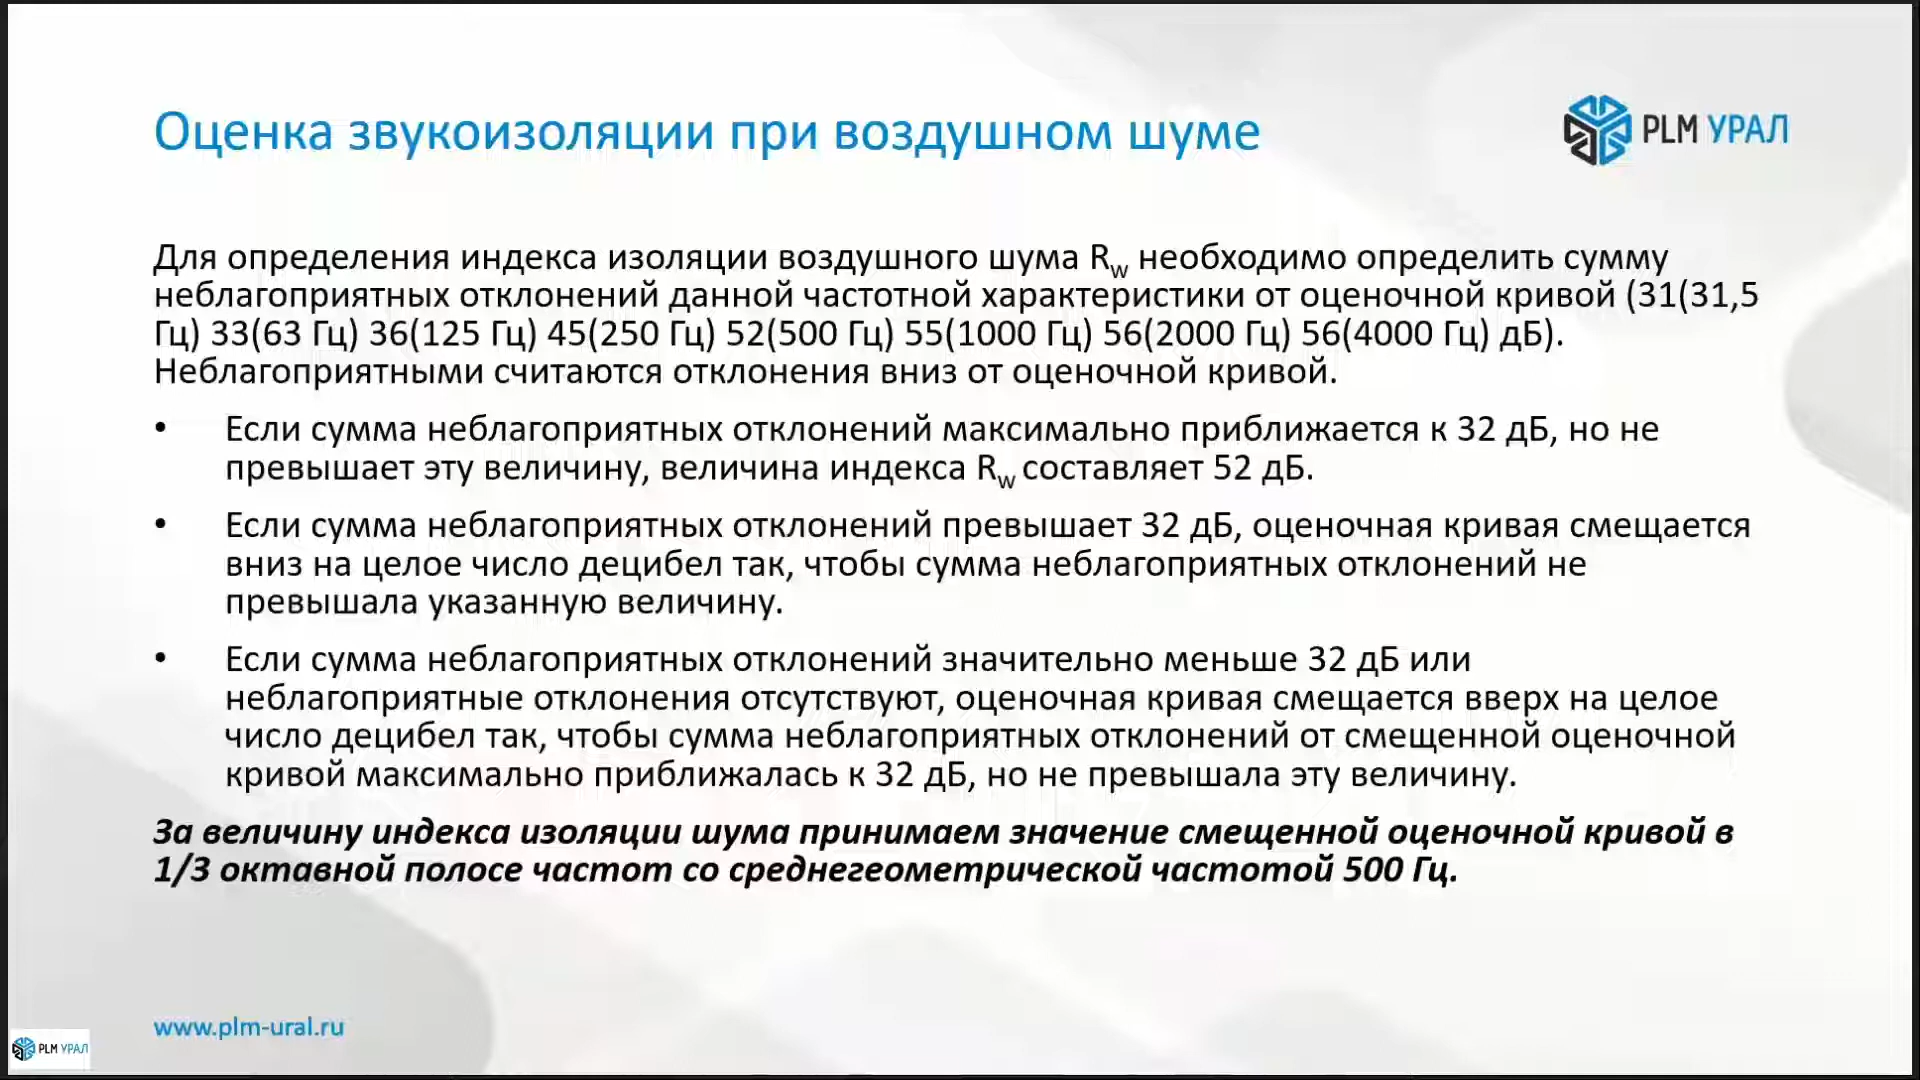 Оценка звукоизоляции при воздушном шуме
PLM УРАЛ
Для определения индекса изоляции воздушного шума Rw необходимо определить сумму
неблагоприятных отклонений данной частотной характеристики от оценочной кривой (31(31,5
Гц) 33(63 Гц) 36(125 Гц) 45(250 Гц) 52(500 Гц) 55(1000 Гц) 56(2000 Гц) 56(4000 Гц) дБ).
Неблагоприятными считаются отклонения вниз от оценочной кривой.
• Если сумма неблагоприятных отклонений максимально приближается к 32 дБ, но не
превышает эту величину, величина индекса Rw составляет 52 дБ.
• Если сумма неблагоприятных отклонений превышает 32 дБ, оценочная кривая смещается
вниз на целое число децибел так, чтобы сумма неблагоприятных отклонений не
превышала указанную величину.
• Если сумма неблагоприятных отклонений значительно меньше 32 дБ или
неблагоприятные отклонения отсутствуют, оценочная кривая смещается вверх на целое
число децибел так, чтобы сумма неблагоприятных отклонений от смещенной оценочной
кривой максимально приближалась к 32 дБ, но не превышала эту величину.
За величину индекса изоляции шума принимаем значение смещенной оценочной кривой в
1/3 октавной полосе частот со среднегеометрической частотой 500 Гц.
www.plm-ural.ru
PLM УРАЛ